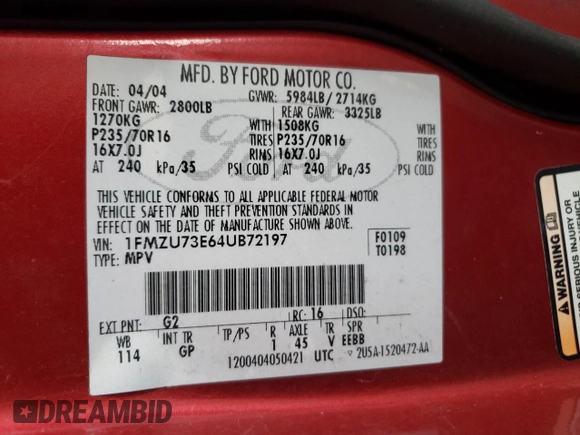 MFD. BY FORD MOTOR CO.
DATE: 04/04 GVWR: 5984LB/ 2714KG
FRONT GAWR: 2800LB REAR GAWR: 3325LB
1270KG WITH 1508KG WITH
P235/70R16 TIRES P235/70R16 TIRES
16X7.0J RIMS 16X7.0J RIMS
AT 240 kPa/35 PSI COLD AT 240 kPa/35 PSI COLD
Ford
THIS VEHICLE CONFORMS TO ALL APPLICABLE FEDERAL MOTOR
VEHICLE SAFETY AND THEFT PREVENTION STANDARDS IN
EFFECT ON THE DATE OF MANUFACTURE SHOWN ABOVE.
VIN: 1FMZU73E64UB72197
TYPE: MPV
F0109
T0198
EXT PNT: G2 RC: 16 DSO:
WB INT TR TP/PS R AXLE TR SPR
114 GP 1 45 V EEBB
1200404050421 UTC 2U5A-1520472-AA
WARNING
SERIOUS INJURY OR
DREAMBID